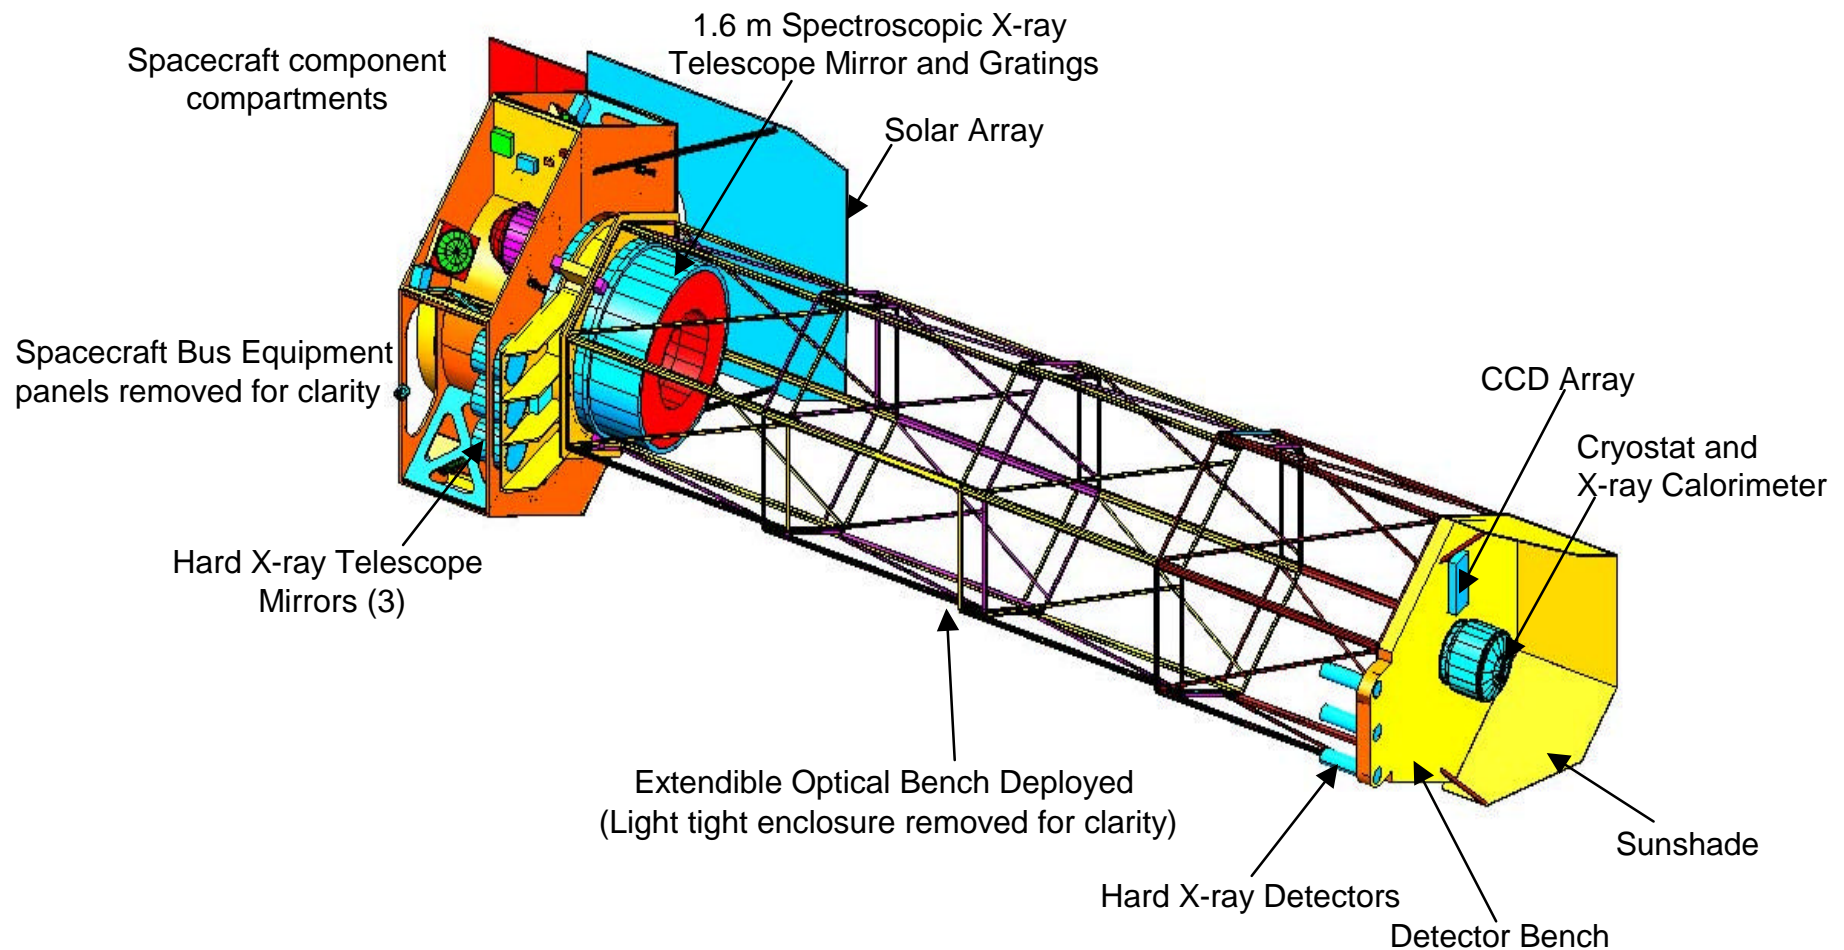 1.6 m Spectroscopic X-ray
Telescope Mirror and Gratings
Spacecraft component
compartments
Solar Array
Spacecraft Bus Equipment
panels removed for clarity
CCD Array
Cryostat and
X-ray Calorimeter
Hard X-ray Telescope
Mirrors (3)
Extendible Optical Bench Deployed
(Light tight enclosure removed for clarity)
Sunshade
Hard X-ray Detectors
Detector Bench